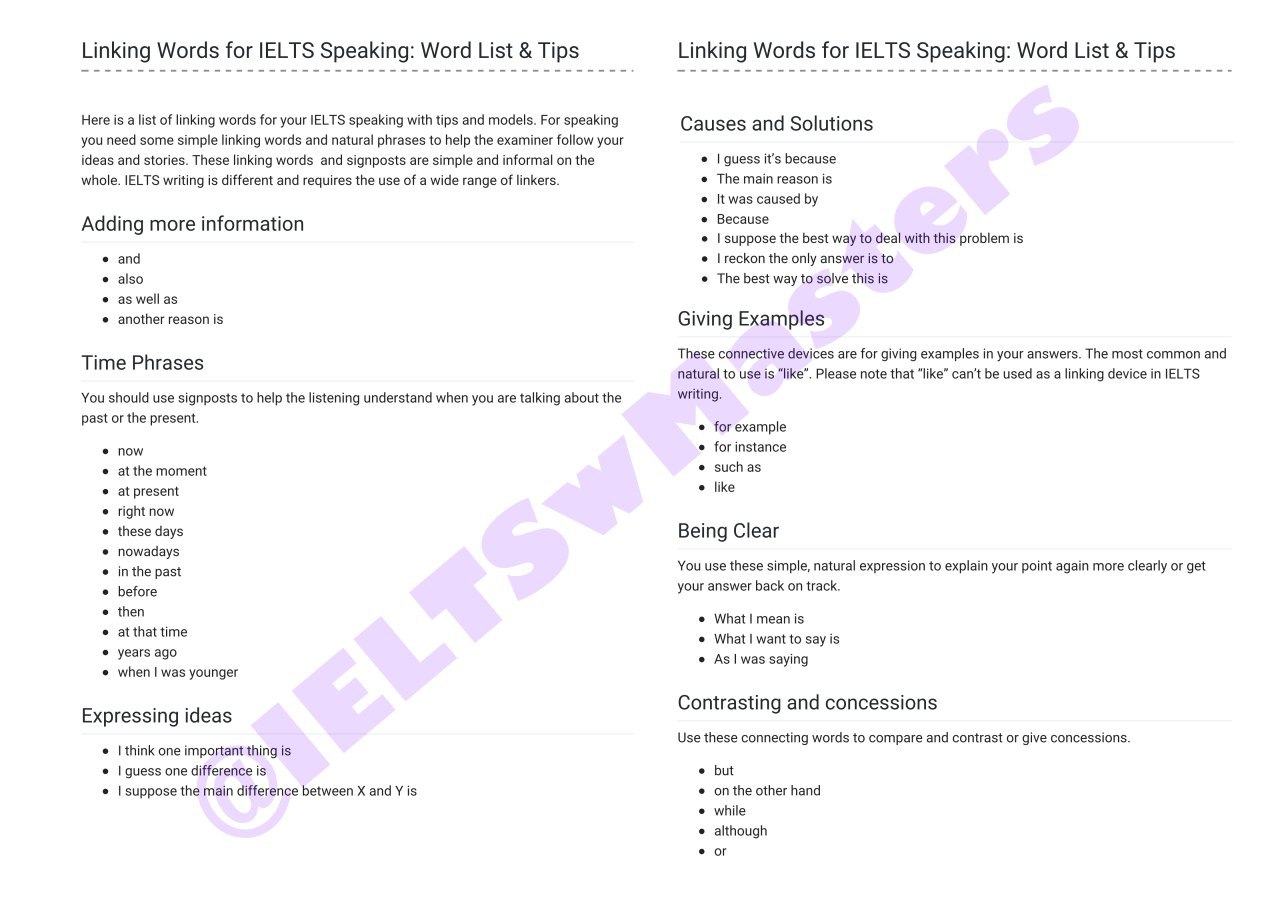 Linking Words for IELTS Speaking: Word List & Tips
Here is a list of linking words for your IELTS speaking with tips and models. For speaking
you need some simple linking words and natural phrases to help the examiner follow your
ideas and stories. These linking words  and signposts are simple and informal on the
whole. IELTS writing is different and requires the use of a wide range of linkers.
Adding more information
● and
● also
● as well as
● another reason is
Time Phrases
You should use signposts to help the listening understand when you are talking about the
past or the present.
● now
● at the moment
● at present
● right now
● these days
● nowadays
● in the past
● before
● then
● at that time
● years ago
● when I was younger
Expressing ideas
● I think one important thing is
● I guess one difference is
● I suppose the main difference between X and Y is
Linking Words for IELTS Speaking: Word List & Tips
Causes and Solutions
● I guess it’s because
● The main reason is
● It was caused by
● Because
● I suppose the best way to deal with this problem is
● I reckon the only answer is to
● The best way to solve this is
Giving Examples
These connective devices are for giving examples in your answers. The most common and
natural to use is “like”. Please note that “like” can’t be used as a linking device in IELTS
writing.
● for example
● for instance
● such as
● like
Being Clear
You use these simple, natural expression to explain your point again more clearly or get
your answer back on track.
● What I mean is
● What I want to say is
● As I was saying
Contrasting and concessions
Use these connecting words to compare and contrast or give concessions.
● but
● on the other hand
● while
● although
● or
@IELTSwMasters